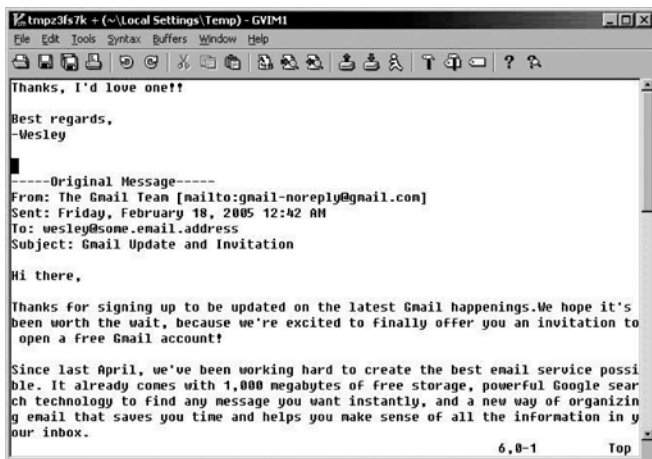 tmpz3fs7k + (~\Local Settings\Temp) - GVIM1
File Edit Tools Syntax Buffers Window Help
Thanks, I'd love one!!
Best regards,
-Wesley
-----Original Message-----
From: The Gmail Team [mailto:gmail-noreply@gmail.com]
Sent: Friday, February 18, 2005 12:42 AM
To: wesley@some.email.address
Subject: Gmail Update and Invitation
Hi there,
Thanks for signing up to be updated on the latest Gmail happenings.We hope it's
been worth the wait, because we're excited to finally offer you an invitation to
open a free Gmail account!
Since last April, we've been working hard to create the best email service possi
ble. It already comes with 1,000 megabytes of free storage, powerful Google sear
ch technology to find any message you want instantly, and a new way of organizin
g email that saves you time and helps you make sense of all the information in y
our inbox.
6,0-1 Top